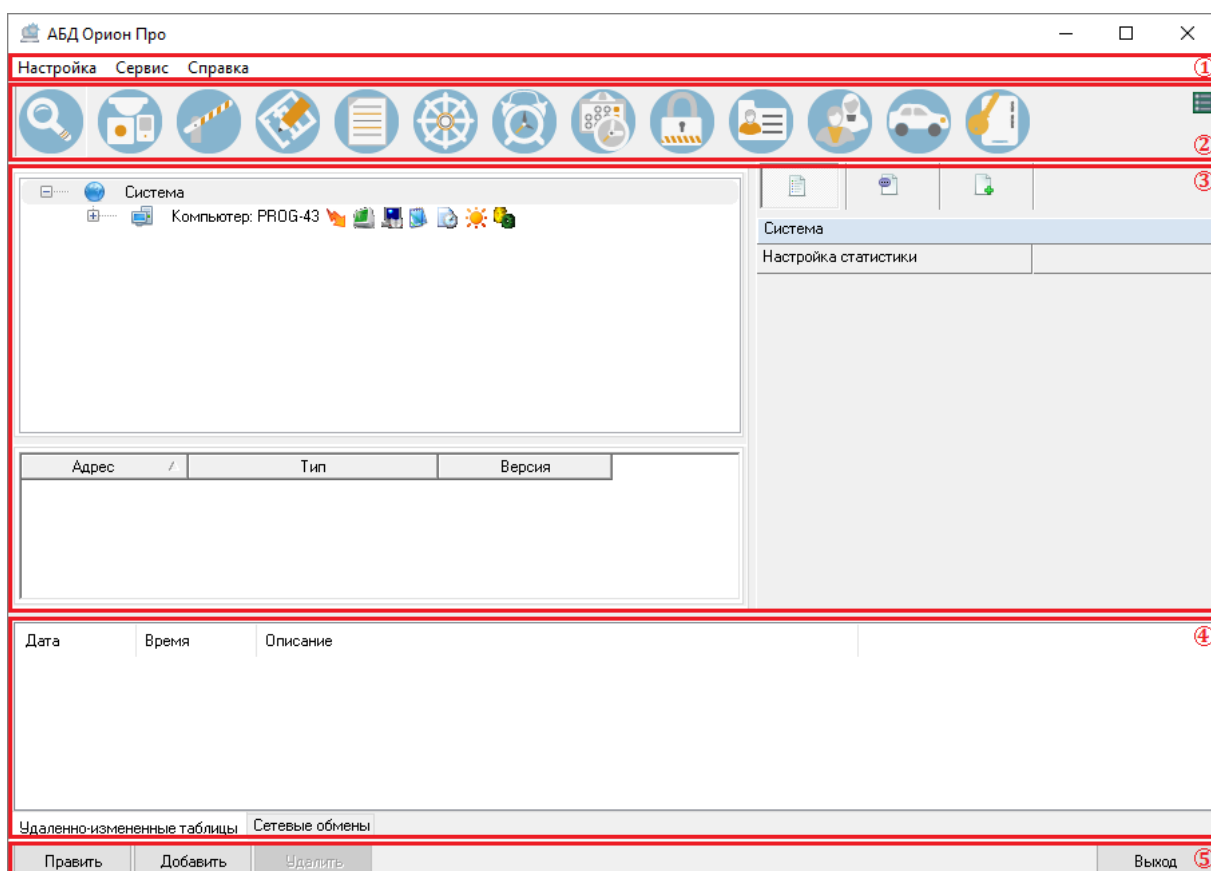 АБД Орион Про
Настройка Сервис Справка
①
②
③
Система
Компьютер: PROG-43
Система
Настройка статистики
Адрес Тип Версия
④
Дата Время Описание
Удаленно-измененные таблицы Сетевые обмены
Править Добавить Удалить Выход
⑤